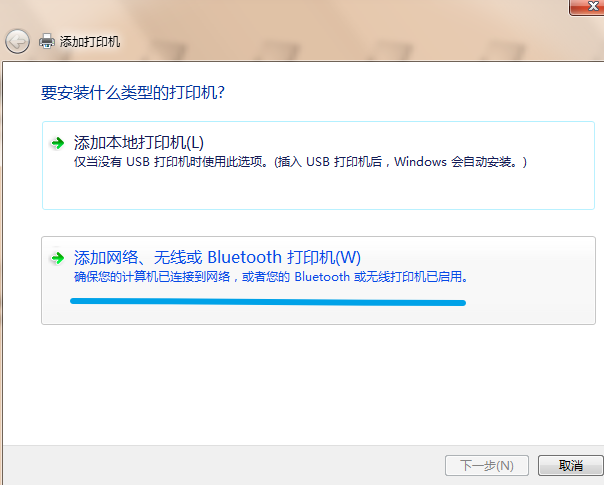 添加打印机
要安装什么类型的打印机?
添加本地打印机(L)
仅当没有 USB 打印机时使用此选项。(插入 USB 打印机后，Windows 会自动安装。)
添加网络、无线或 Bluetooth 打印机(W)
确保您的计算机已连接到网络，或者您的 Bluetooth 或无线打印机已启用。
下一步(N)
取消